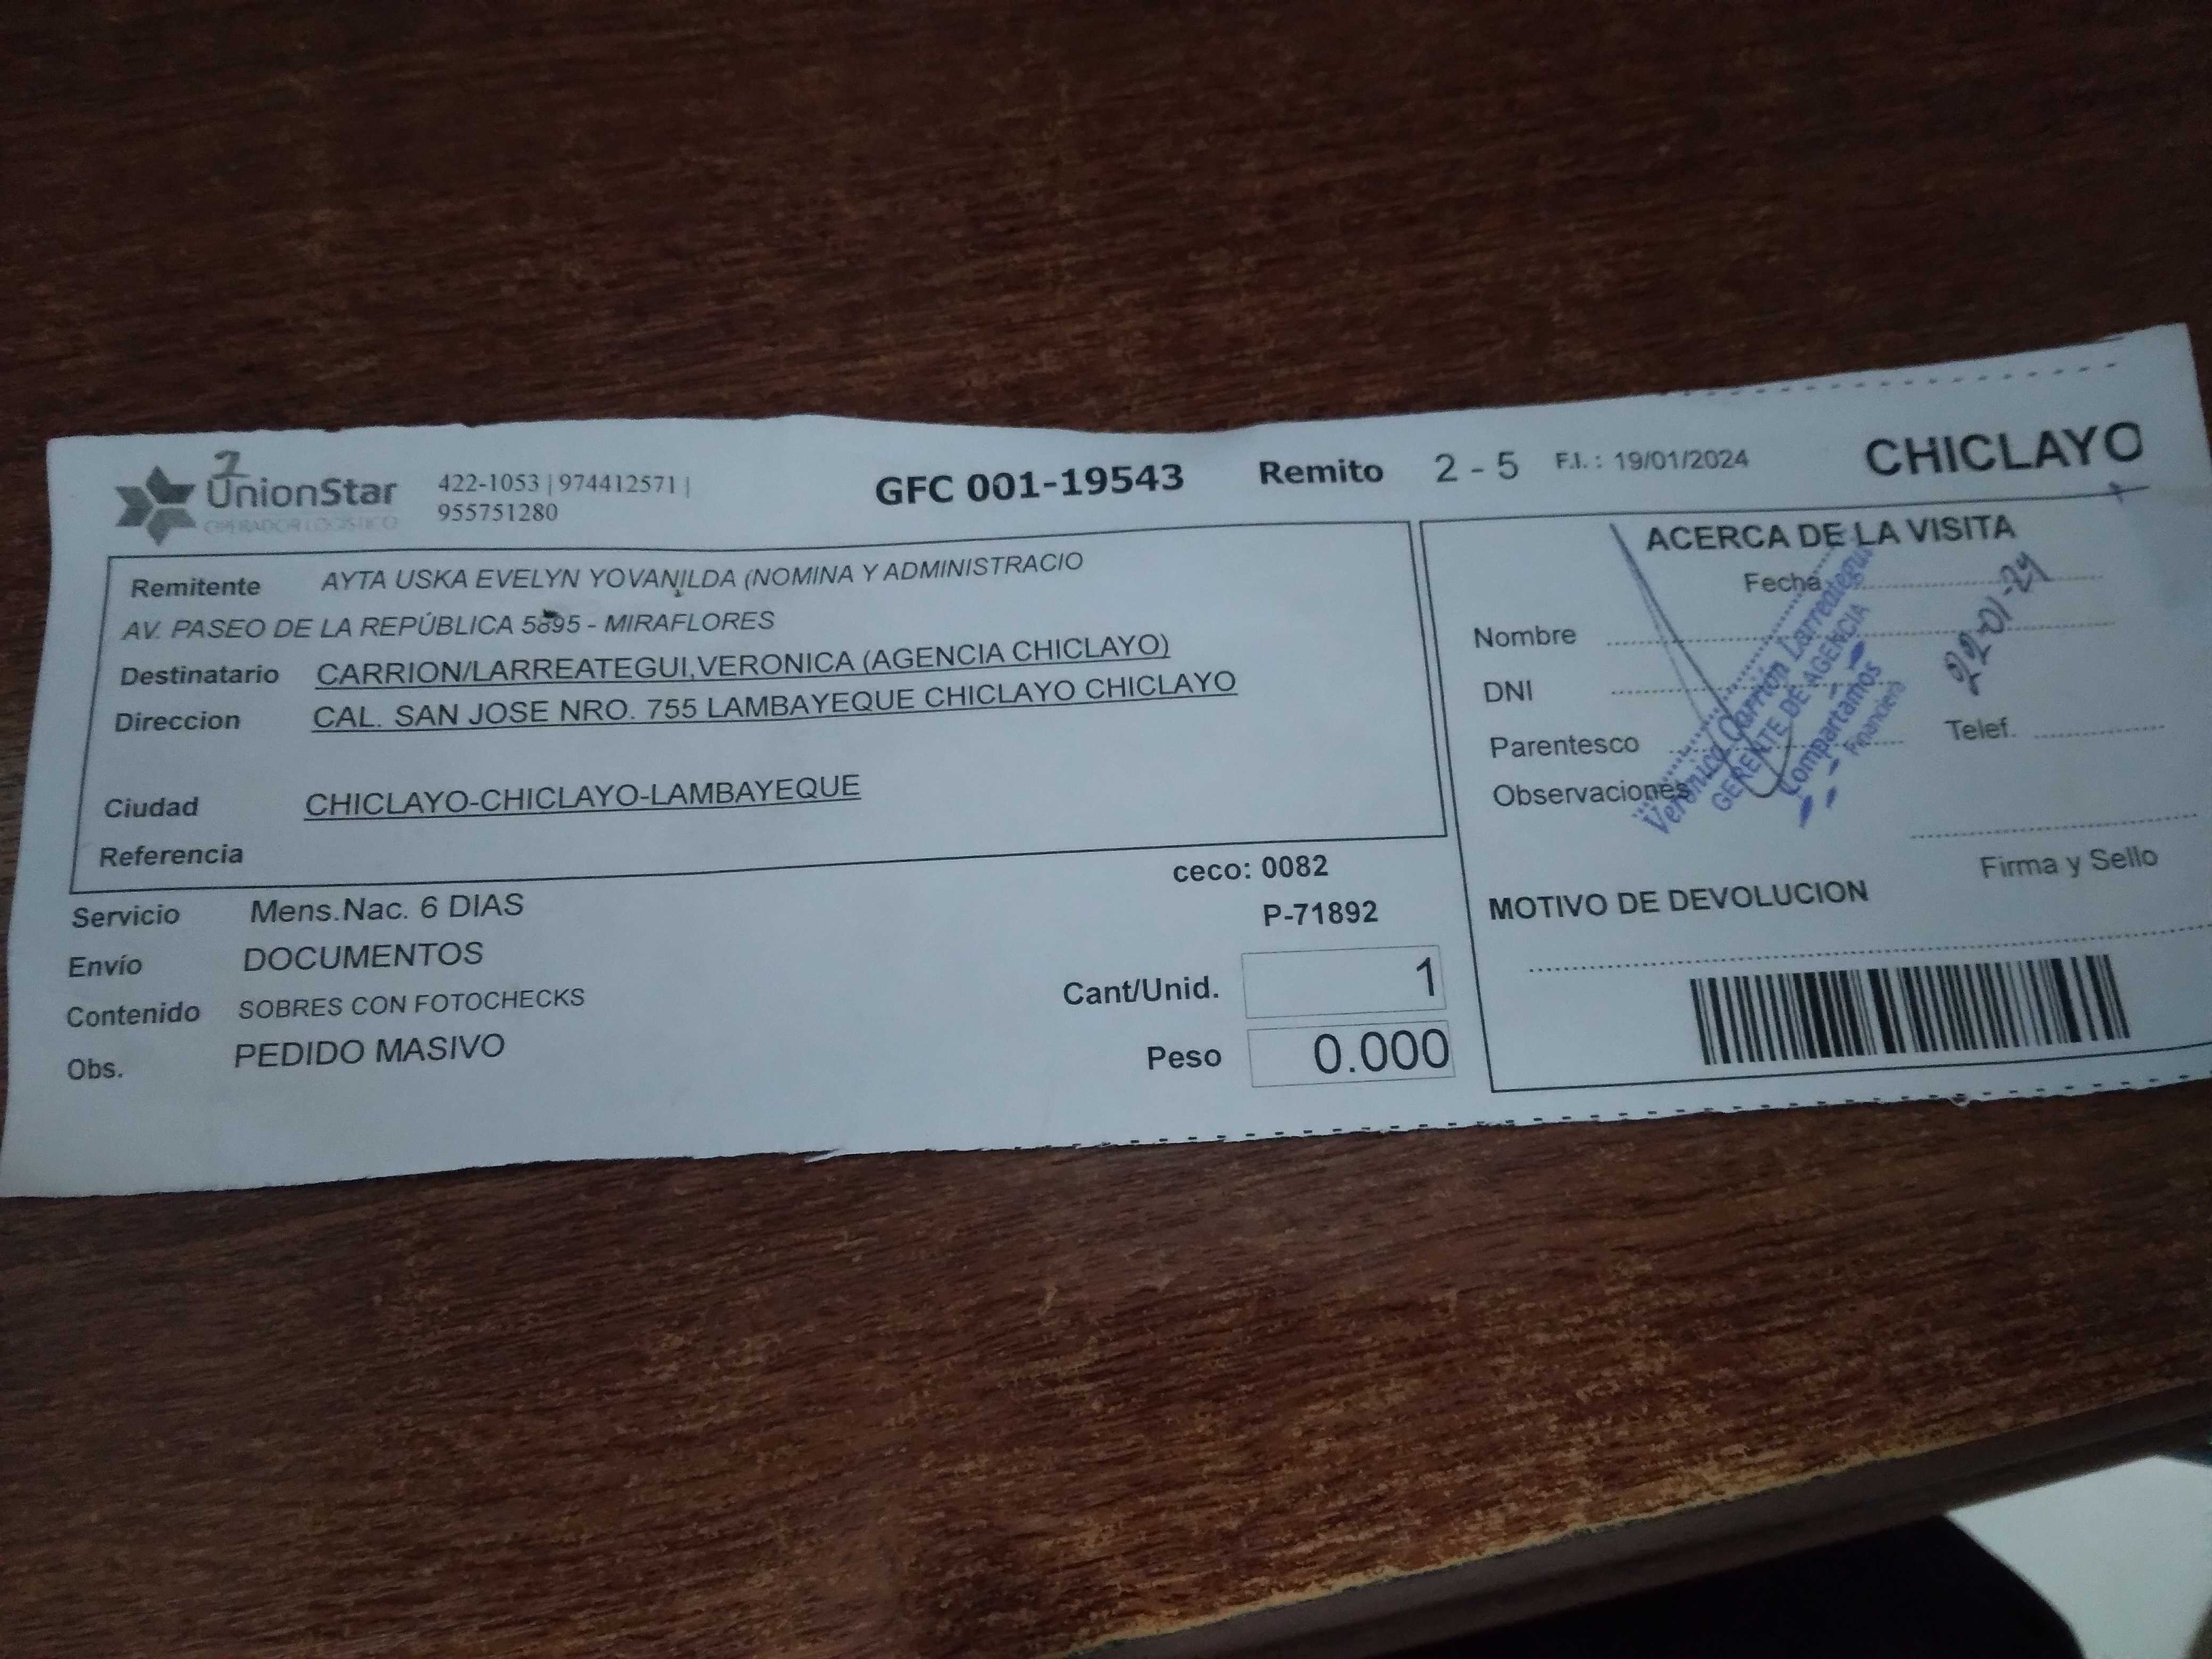 2
UnionStar
OPERADOR LOGISTICO
422-1053 | 974412571 |
955751280
GFC 001-19543
Remito 2 - 5
F.I. : 19/01/2024
CHICLAYO
Remitente AYTA USKA EVELYN YOVANILDA (NOMINA Y ADMINISTRACIO
AV. PASEO DE LA REPÚBLICA 5895 - MIRAFLORES
Destinatario CARRION/LARREATEGUI,VERONICA (AGENCIA CHICLAYO)
Direccion CAL. SAN JOSE NRO. 755 LAMBAYEQUE CHICLAYO CHICLAYO
Ciudad CHICLAYO-CHICLAYO-LAMBAYEQUE
Referencia
Servicio Mens.Nac. 6 DIAS
Envío DOCUMENTOS
Contenido SOBRES CON FOTOCHECKS
Obs. PEDIDO MASIVO
ceco: 0082
P-71892
Cant/Unid. 1
Peso 0.000
ACERCA DE LA VISITA
Fecha
Nombre
DNI
Parentesco
Telef.
Observaciones
22-01-24
Verónica Carrión Larreategui
GERENTE DE AGENCIA
Compartamos
Financiera
Firma y Sello
MOTIVO DE DEVOLUCION